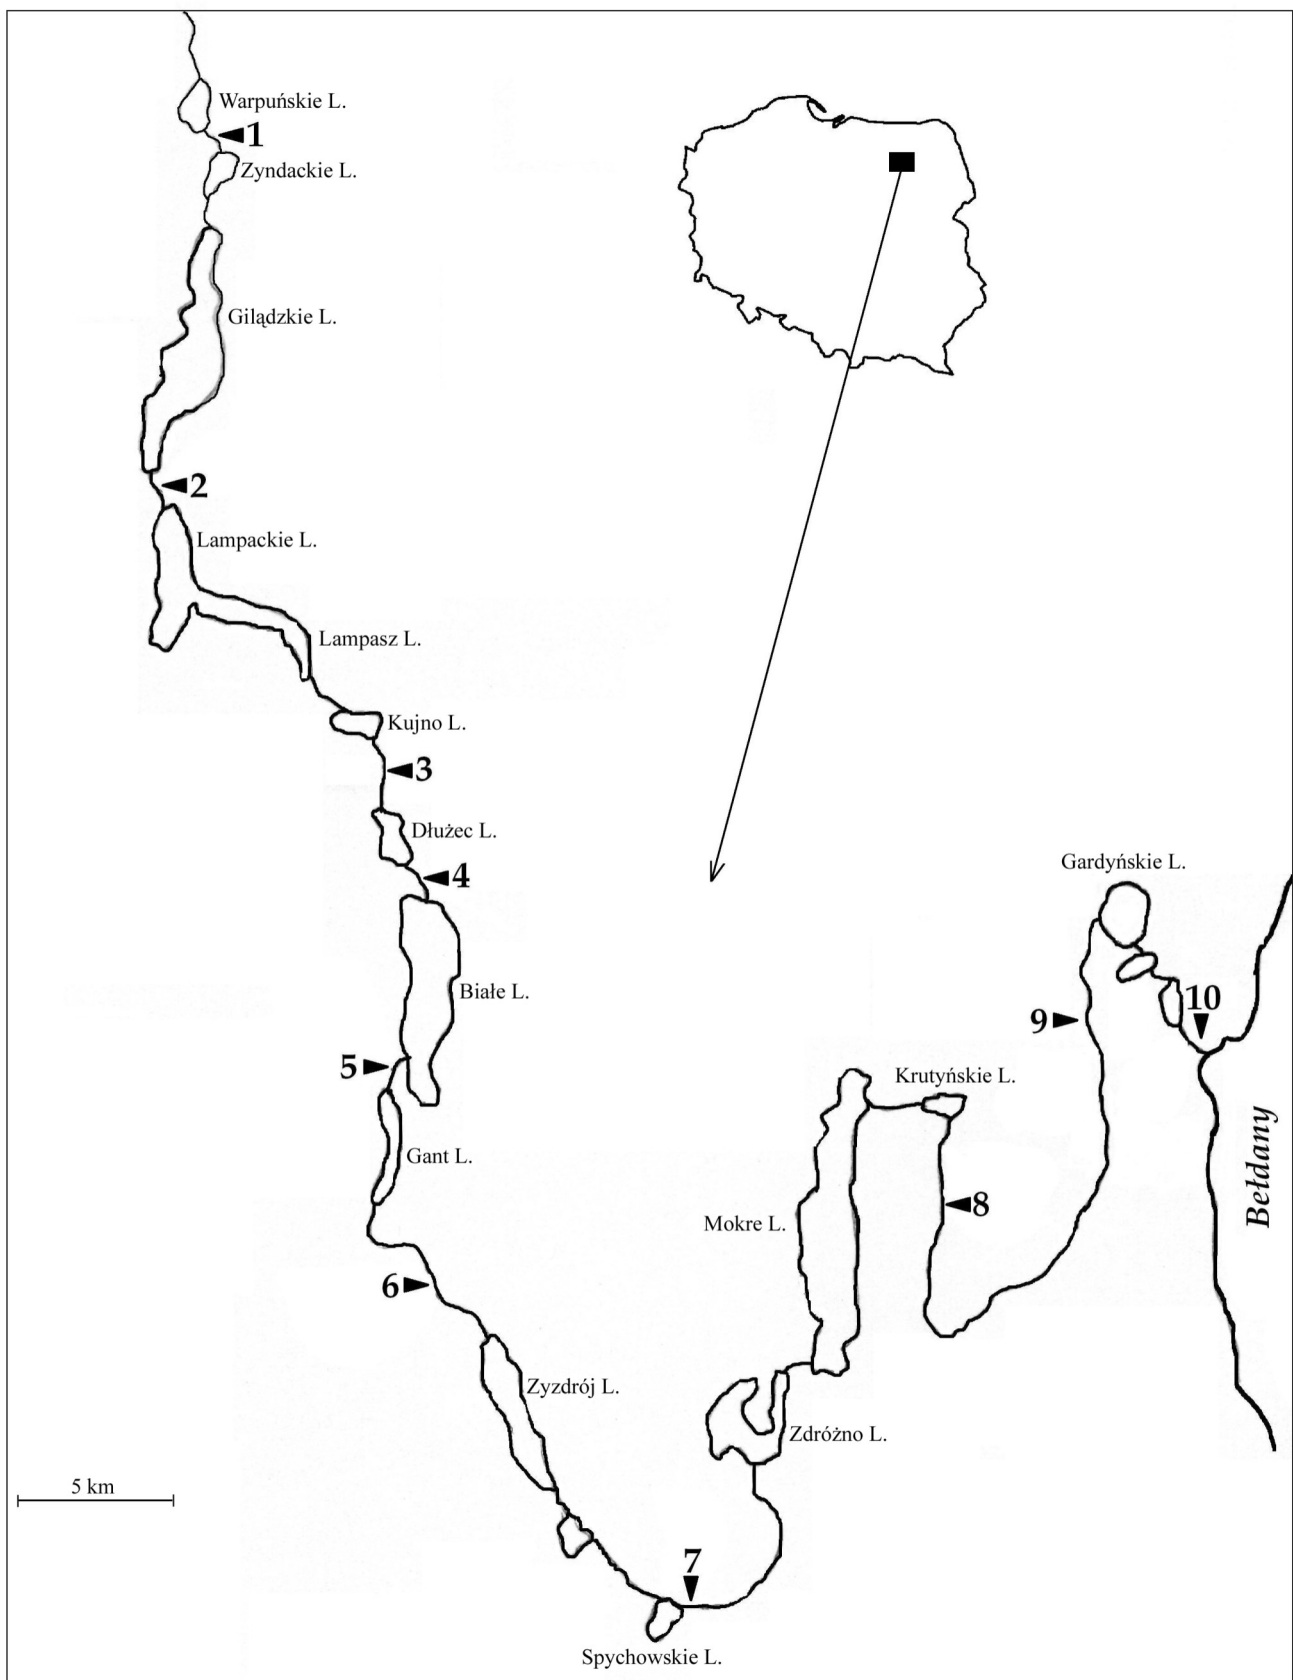 Warpuńskie L.
1
Zyndackie L.
Gilądzkie L.
2
Lampackie L.
Lampasz L.
Kujno L.
3
Dłużec L.
4
Gardyńskie L.
Białe L.
10
9
5
Krutyńskie L.
Gant L.
Bełdany
8
Mokre L.
6
Zyzdrój L.
Zdróżno L.
5 km
7
Spychowskie L.